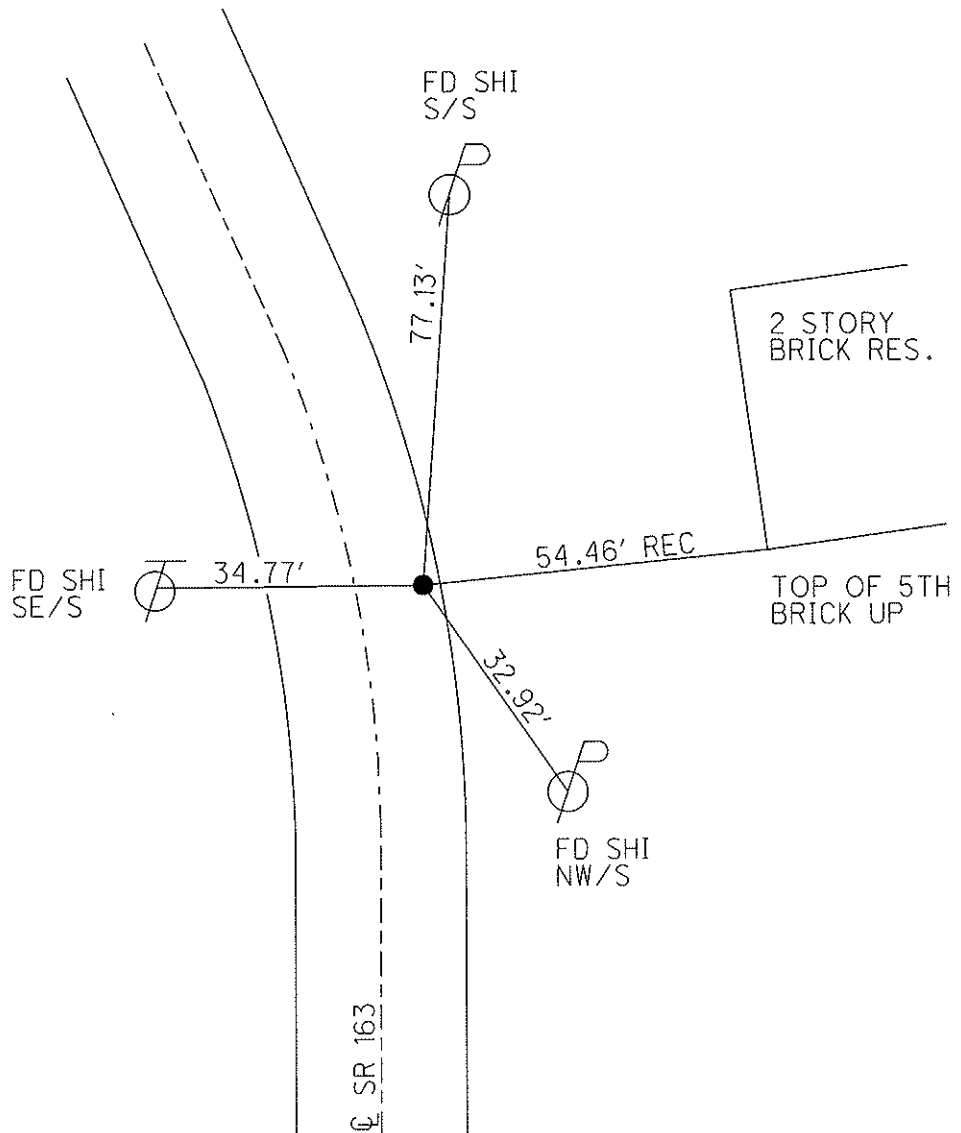 FD SHI
S/S
77.13'
2 STORY
BRICK RES.
54.46' REC
FD SHI
SE/S
34.77'
TOP OF 5TH
BRICK UP
32.92'
FD SHI
NW/S
℄ SR 163